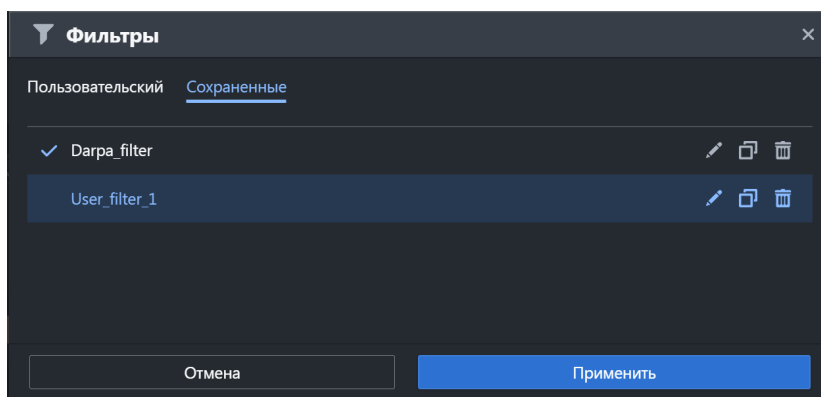 Фильтры
Пользовательский Сохраненные
Darpa_filter
User_filter_1
Отмена Применить